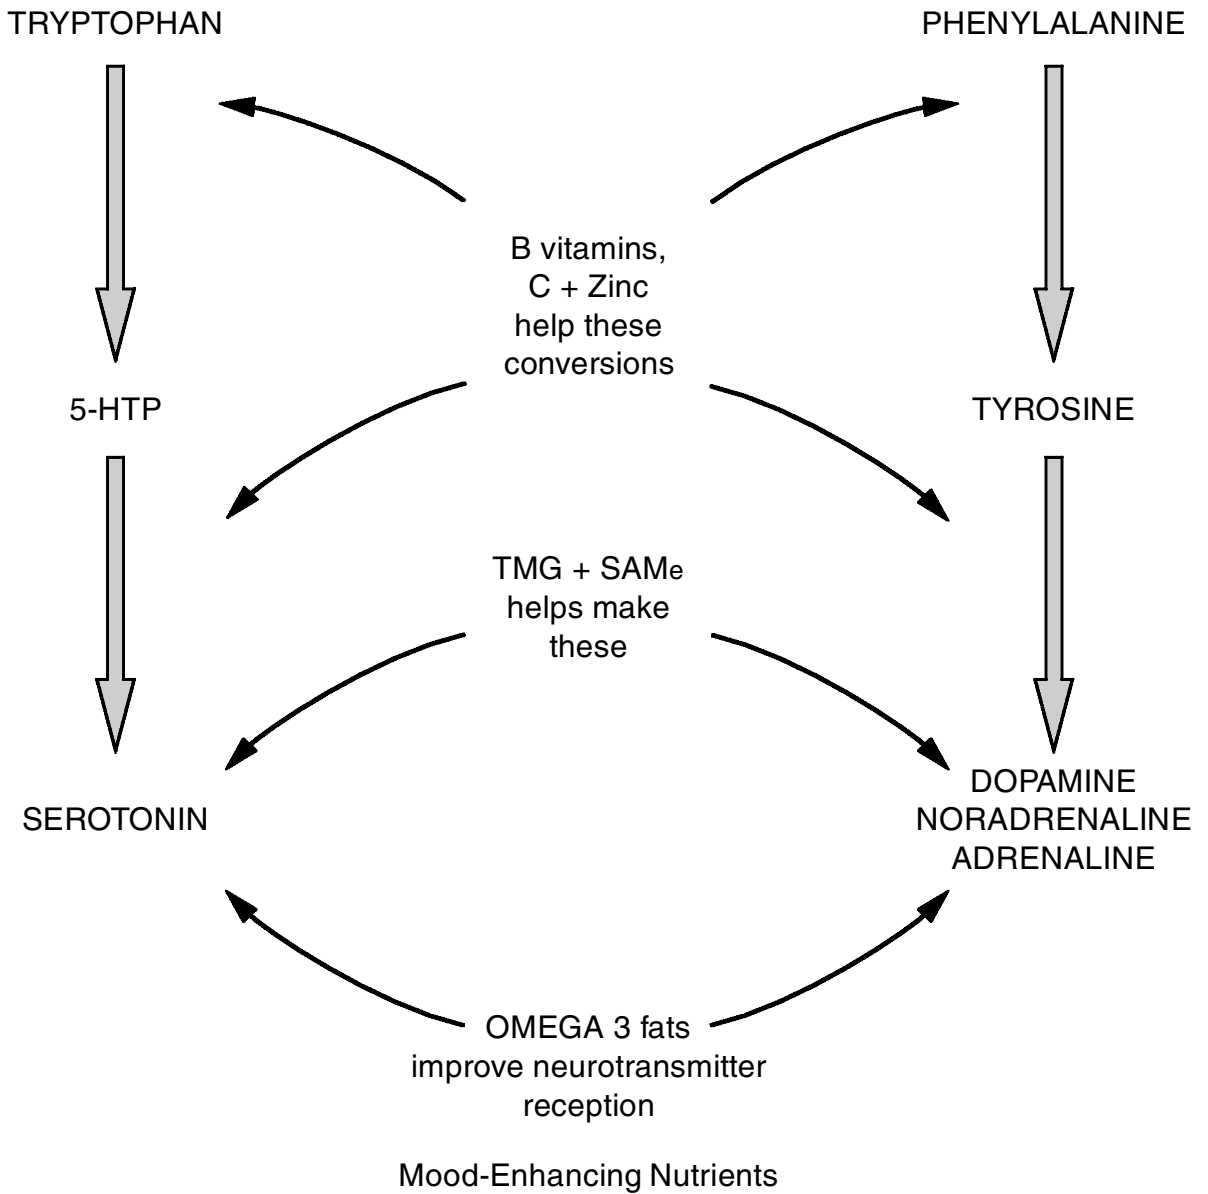 TRYPTOPHAN
PHENYLALANINE
B vitamins,
C + Zinc
help these
conversions
5-HTP
TYROSINE
TMG + SAMe
helps make
these
SEROTONIN
DOPAMINE
NORADRENALINE
ADRENALINE
OMEGA 3 fats
improve neurotransmitter
reception
Mood-Enhancing Nutrients